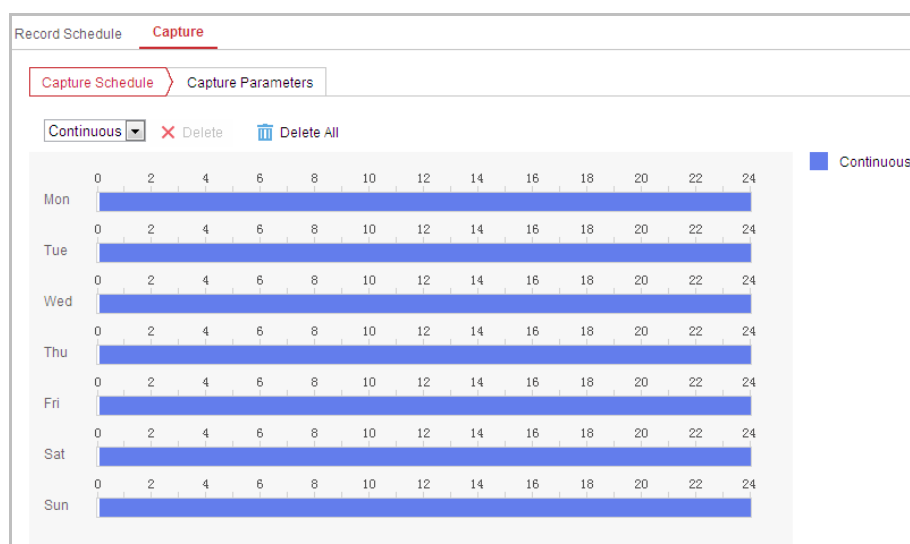 Record Schedule Capture
Capture Schedule Capture Parameters
Continuous Delete Delete All
Continuous
0 2 4 6 8 10 12 14 16 18 20 22 24
Mon
0 2 4 6 8 10 12 14 16 18 20 22 24
Tue
0 2 4 6 8 10 12 14 16 18 20 22 24
Wed
0 2 4 6 8 10 12 14 16 18 20 22 24
Thu
0 2 4 6 8 10 12 14 16 18 20 22 24
Fri
0 2 4 6 8 10 12 14 16 18 20 22 24
Sat
0 2 4 6 8 10 12 14 16 18 20 22 24
Sun